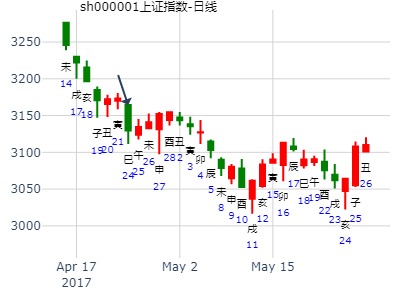 sh000001上证指数-日线
3250
3200
3150
3100
3050
3000
未 戌 亥 子 丑 寅 巳 午 未 申 酉 丑 寅 卯 辰 未 申 酉 戌 亥 寅 卯 辰 巳 午 酉 戌 亥 子 丑
14 17 18 19 20 21 24 25 26 27 28 2 3 4 5 8 9 10 11 12 15 16 17 18 19 22 23 24 25 26
Apr 17
2017
May 2
May 15